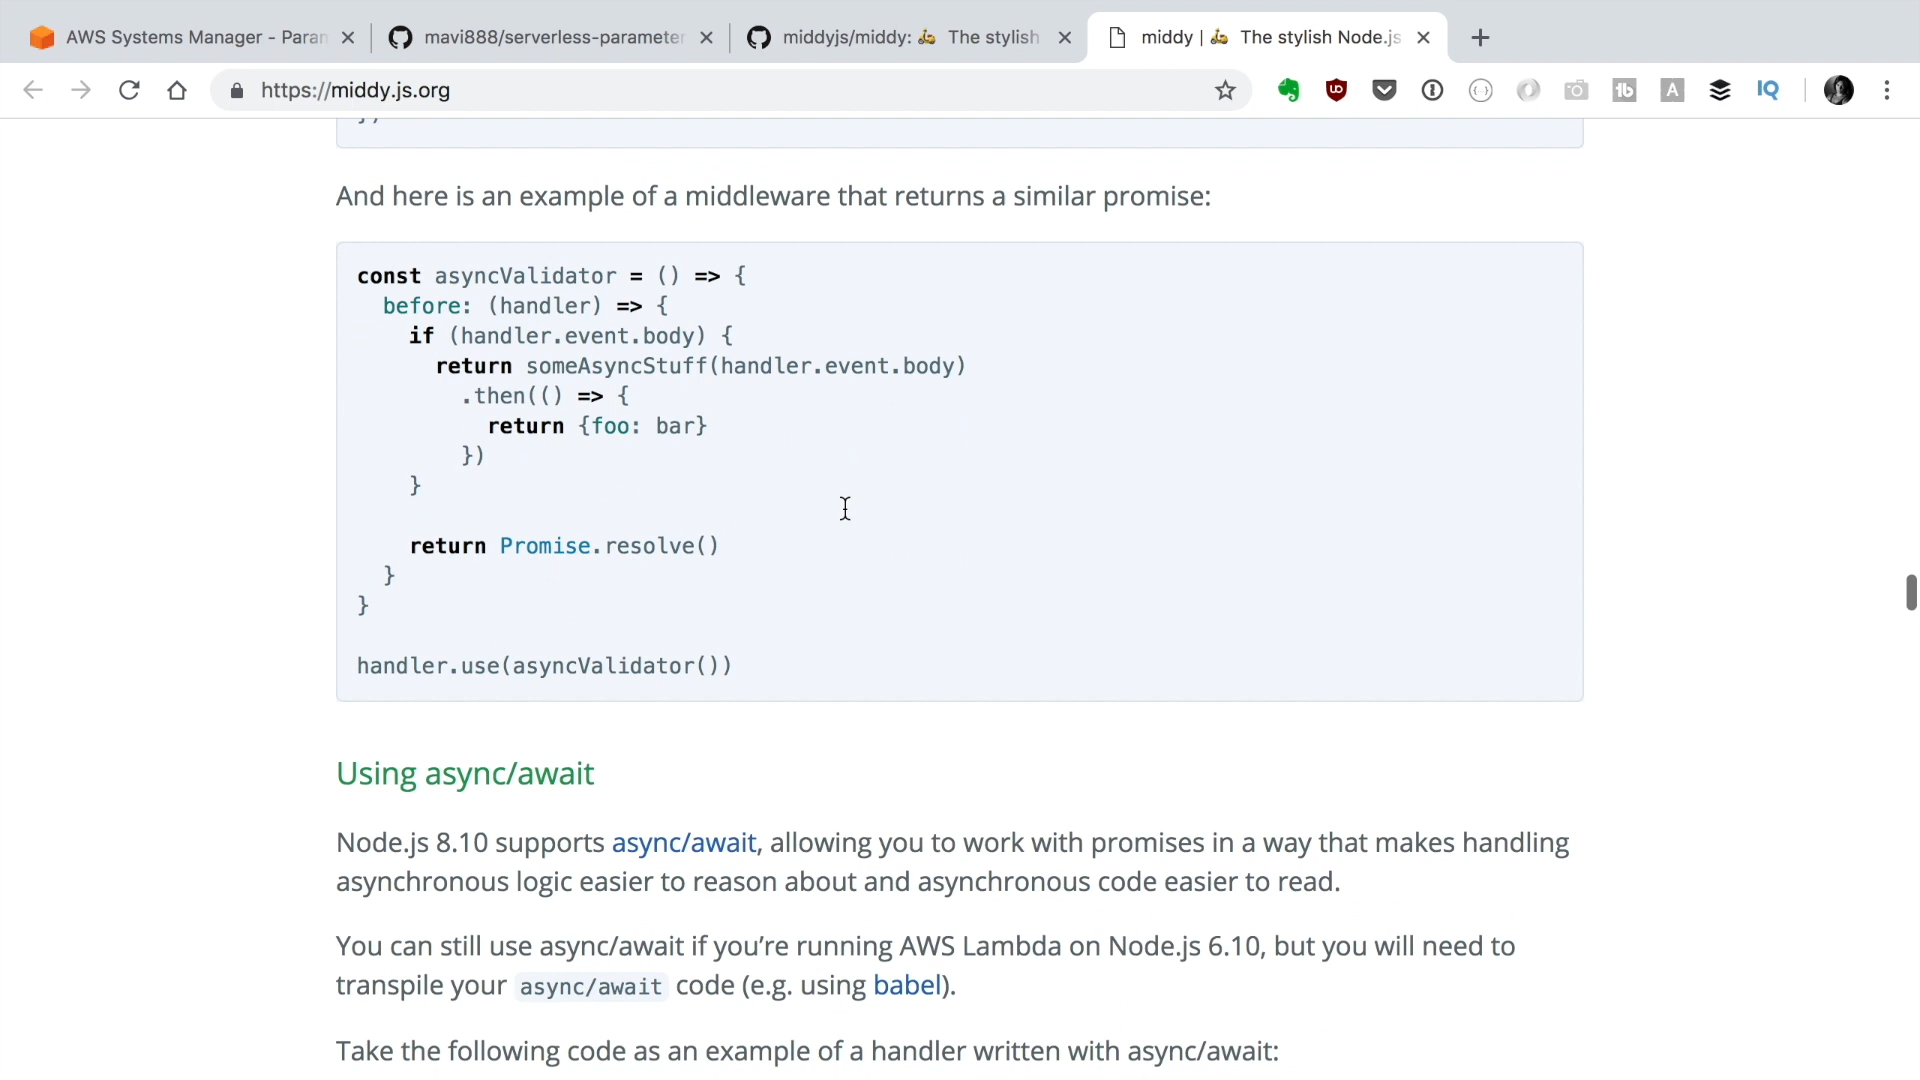 AWS Systems Manager - Param
mavi888/serverless-parameter
middyjs/middy: 🛵 The stylish
middy | 🛵 The stylish Node.js
https://middy.js.org
})
And here is an example of a middleware that returns a similar promise:
const asyncValidator = () => {
before: (handler) => {
if (handler.event.body) {
return someAsyncStuff(handler.event.body)
.then(() => {
return {foo: bar}
})
}
return Promise.resolve()
}
}
handler.use(asyncValidator())
Using async/await
Node.js 8.10 supports async/await, allowing you to work with promises in a way that makes handling
asynchronous logic easier to reason about and asynchronous code easier to read.
You can still use async/await if you’re running AWS Lambda on Node.js 6.10, but you will need to
transpile your async/await code (e.g. using babel).
Take the following code as an example of a handler written with async/await: